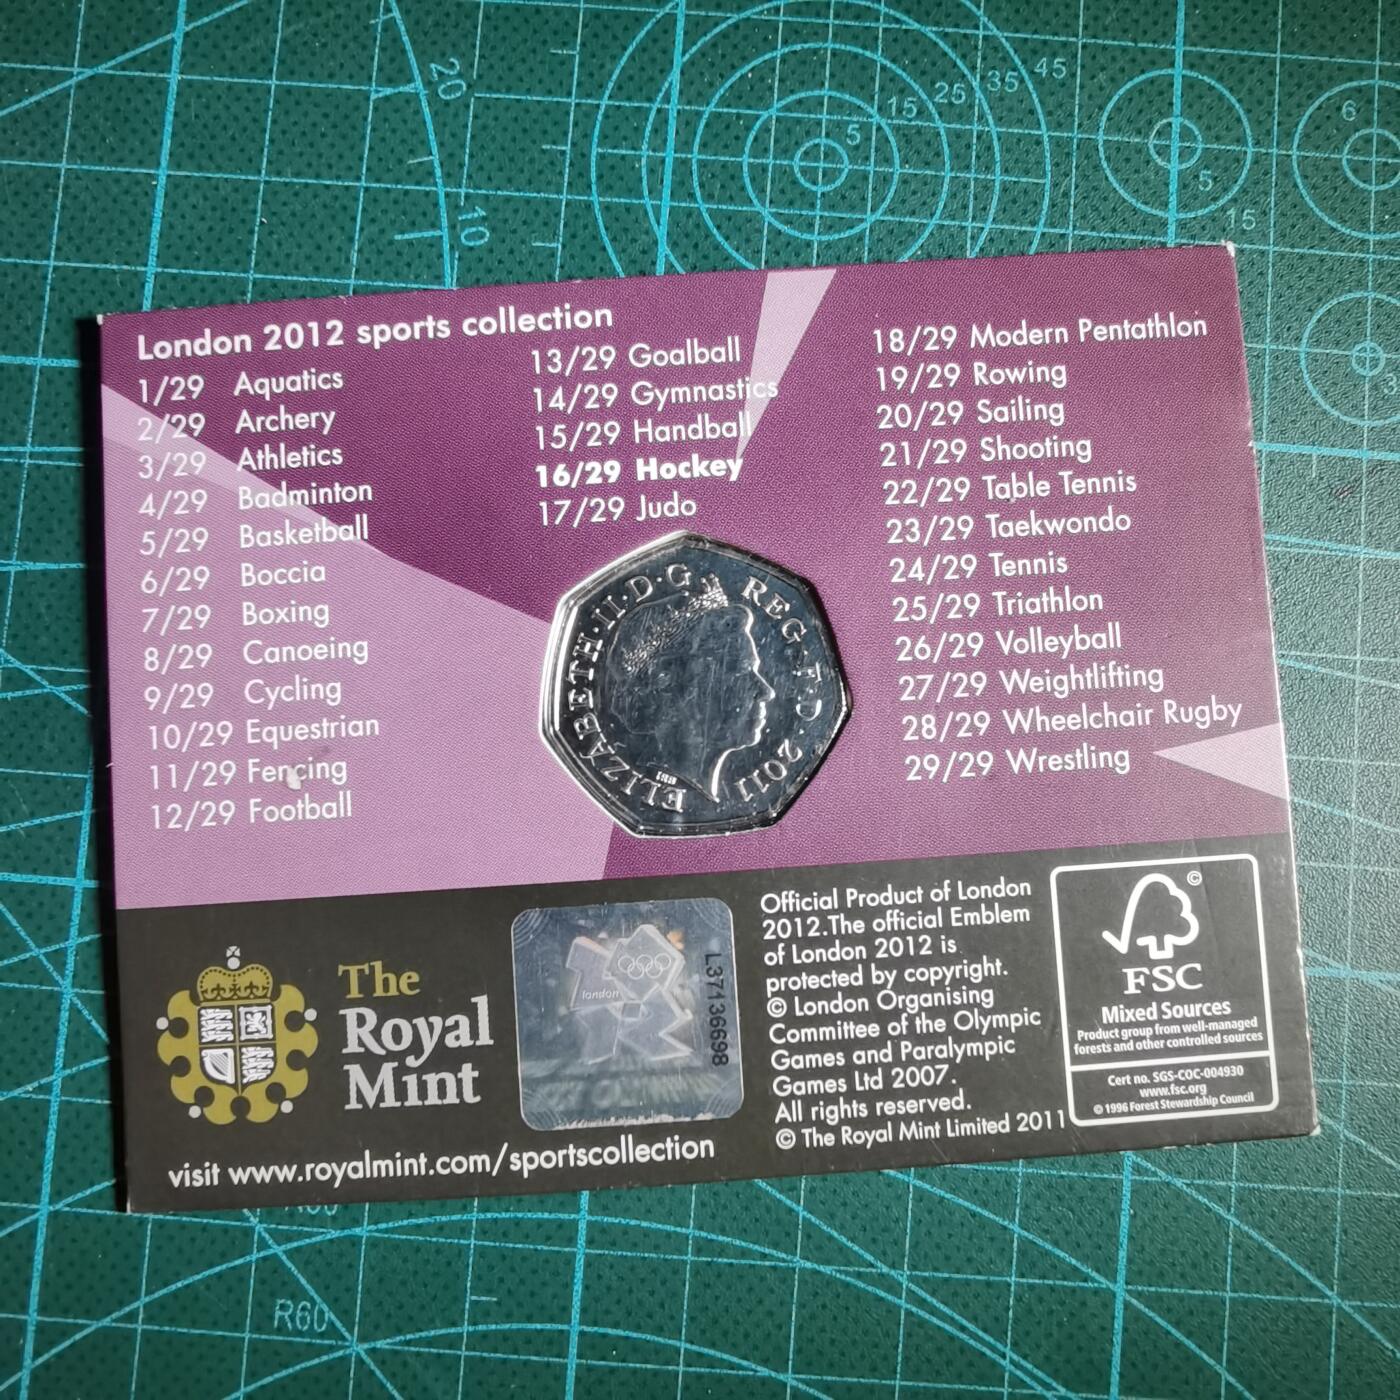 London 2012 sports collection
1/29 Aquatics
2/29 Archery
3/29 Athletics
4/29 Badminton
5/29 Basketball
6/29 Boccia
7/29 Boxing
8/29 Canoeing
9/29 Cycling
10/29 Equestrian
11/29 Fencing
12/29 Football
13/29 Goalball
14/29 Gymnastics
15/29 Handball
16/29 Hockey
17/29 Judo
18/29 Modern Pentathlon
19/29 Rowing
20/29 Sailing
21/29 Shooting
22/29 Table Tennis
23/29 Taekwondo
24/29 Tennis
25/29 Triathlon
26/29 Volleyball
27/29 Weightlifting
28/29 Wheelchair Rugby
29/29 Wrestling
ELIZABETH·II·D·G REG·F·D·2011
The
Royal
Mint
visit www.royalmint.com/sportscollection
london
L37136698
Official Product of London
2012.The official Emblem
of London 2012 is
protected by copyright.
© London Organising
Committee of the Olympic
Games and Paralympic
Games Ltd 2007.
All rights reserved.
© The Royal Mint Limited 2011
©
FSC
Mixed Sources
Product group from well-managed
forests and other controlled sources
Cert no. SGS-COC-004930
www.fsc.org
© 1996 Forest Stewardship Council
20
10
5
15
25
35
45
5
15
6
R60